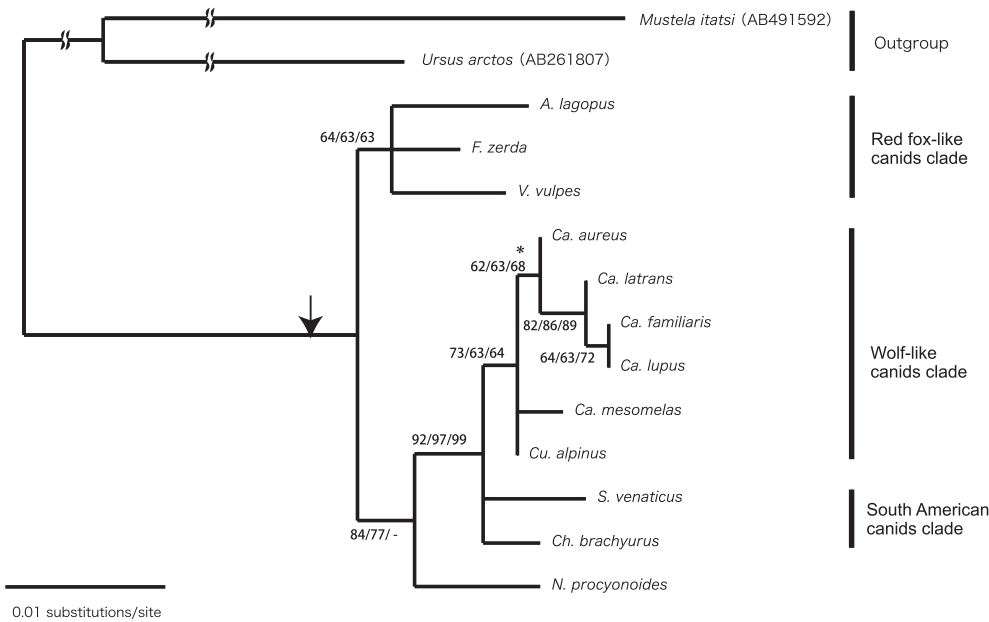 Mustela itatsi (AB491592)
Outgroup
Ursus arctos (AB261807)
A. lagopus
64/63/63
Red fox-like
canids clade
F. zerda
V. vulpes
Ca. aureus
*
62/63/68
Ca. latrans
82/86/89
Ca. familiaris
64/63/72
Ca. lupus
73/63/64
Wolf-like
canids clade
Ca. mesomelas
92/97/99
Cu. alpinus
S. venaticus
South American
canids clade
84/77/ -
Ch. brachyurus
N. procyonoides
0.01 substitutions/site